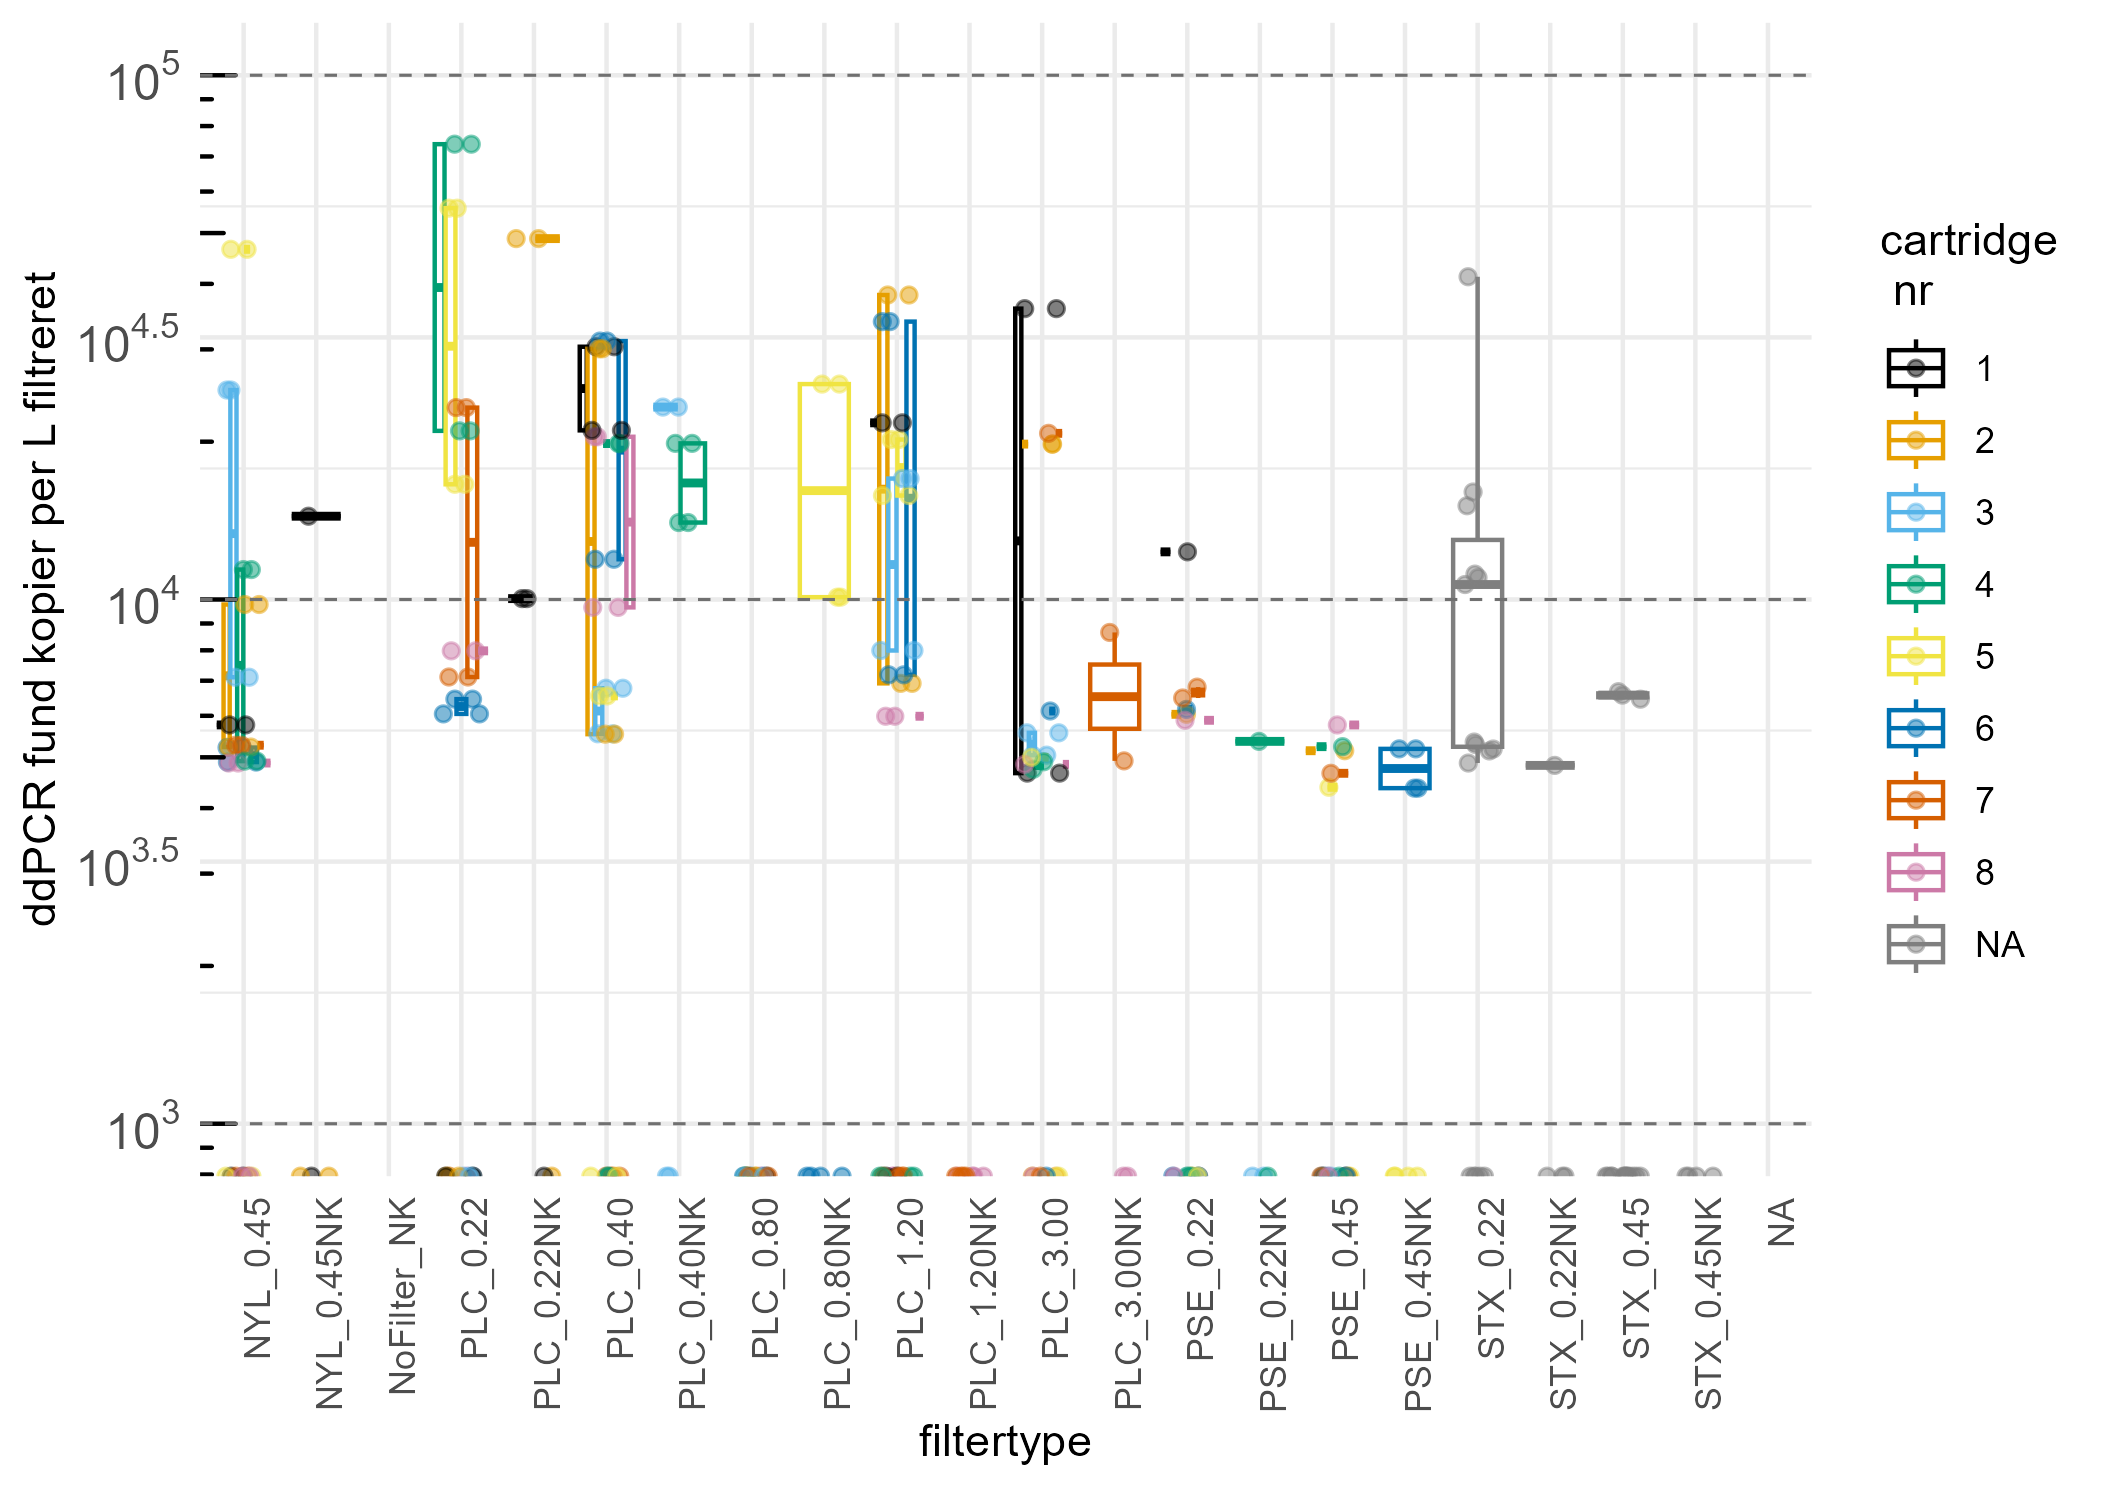 ddPCR fund kopier per L filtreret
10^5
10^4.5
10^4
10^3.5
10^3
NYL_0.45
NYL_0.45NK
NoFilter_NK
PLC_0.22
PLC_0.22NK
PLC_0.40
PLC_0.40NK
PLC_0.80
PLC_0.80NK
PLC_1.20
PLC_1.20NK
PLC_3.00
PLC_3.00NK
PSE_0.22
PSE_0.22NK
PSE_0.45
PSE_0.45NK
STX_0.22
STX_0.22NK
STX_0.45
STX_0.45NK
NA
filtertype
cartridge
nr
1
2
3
4
5
6
7
8
NA